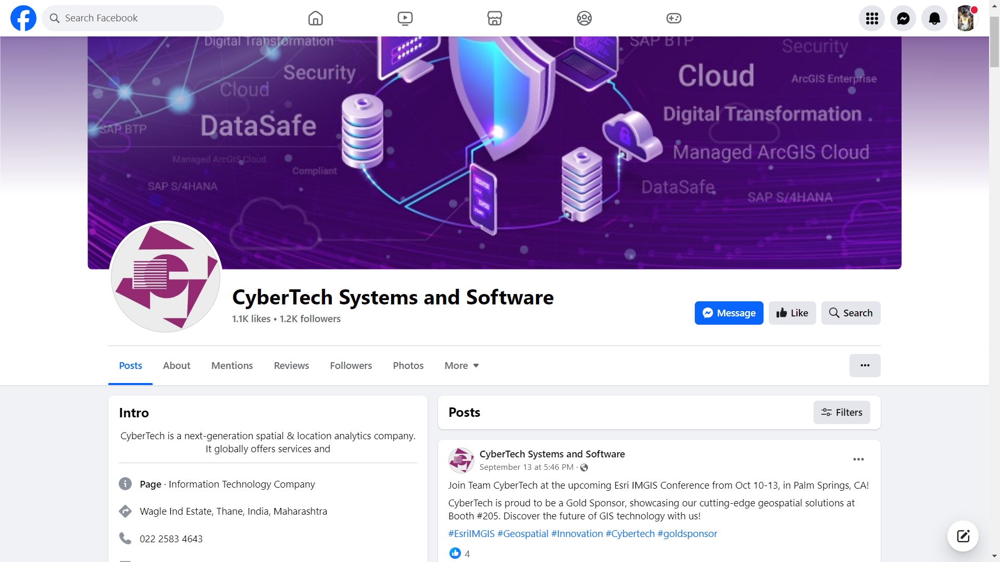 Search Facebook
Digital Transformation
SAP BTP
Security
Security
Cloud
ArcGIS Enterprise
Cloud
DataSafe
Digital Transformation
SAP BTP
Managed ArcGIS Cloud
Managed ArcGIS Cloud
Compliant
SAP S/4HANA
DataSafe
SAP S/4HANA
CyberTech Systems and Software
1.1K likes • 1.2K followers
Message
Like
Search
Posts
About
Mentions
Reviews
Followers
Photos
More
Intro
CyberTech is a next-generation spatial & location analytics company.
It globally offers services and
Page · Information Technology Company
Wagle Ind Estate, Thane, India, Maharashtra
022 2583 4643
Posts
Filters
CyberTech Systems and Software
September 13 at 5:46 PM ·
Join Team CyberTech at the upcoming Esri IMGIS Conference from Oct 10-13, in Palm Springs, CA!
CyberTech is proud to be a Gold Sponsor, showcasing our cutting-edge geospatial solutions at
Booth #205. Discover the future of GIS technology with us!
#EsriIMGIS #Geospatial #Innovation #Cybertech #goldsponsor
4